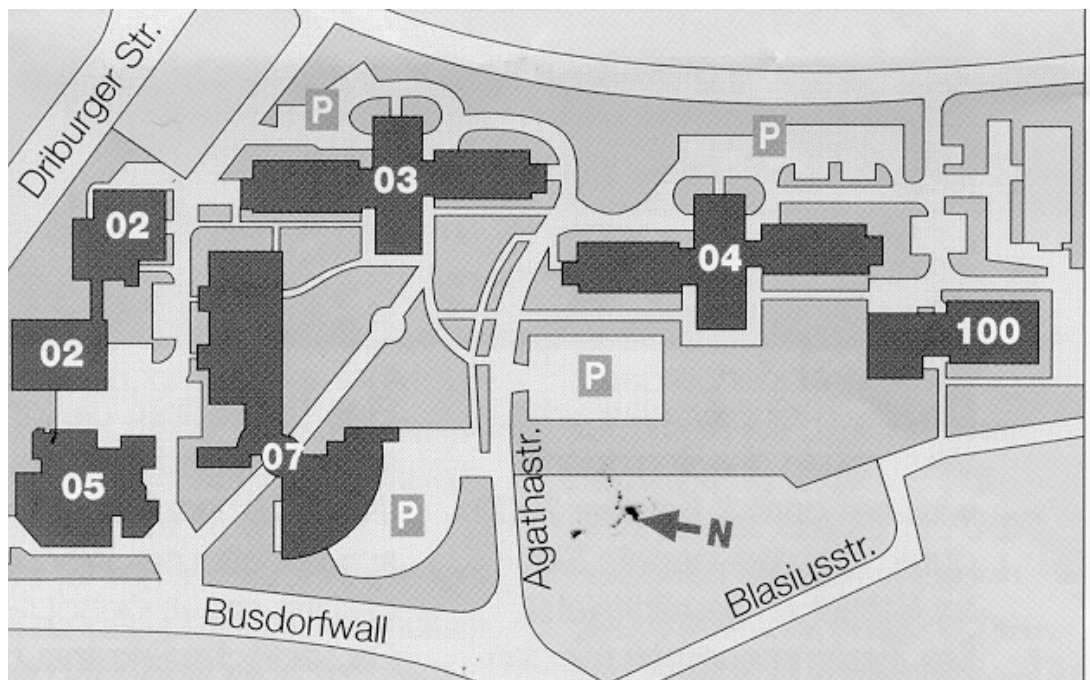 Driburger Str.
P
P
03
02
04
100
02
P
07
05
P
Agathastr.
N
Blasiusstr.
Busdorfwall